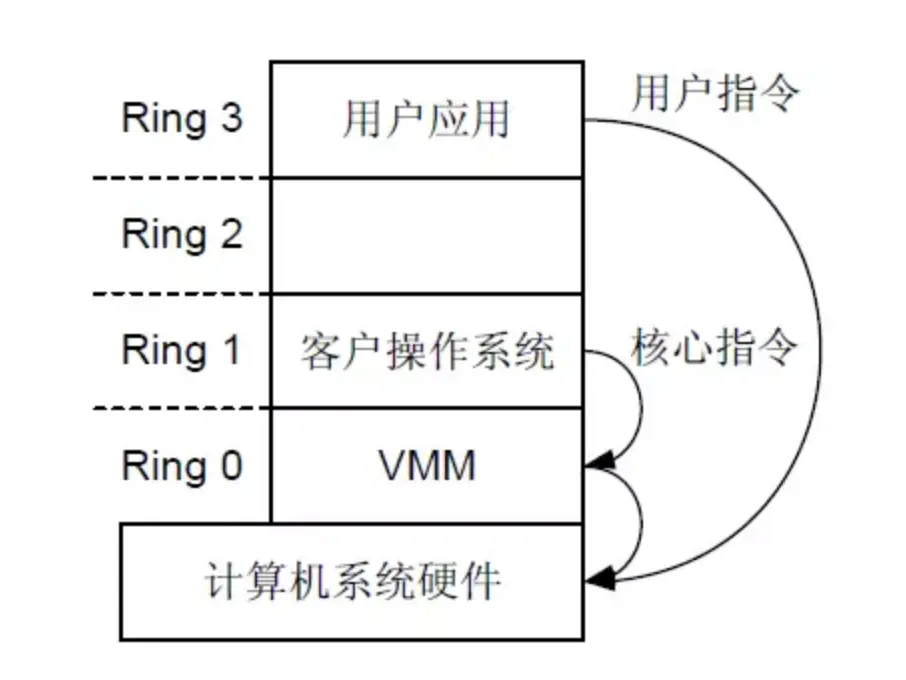 Ring 3
用户应用
用户指令
Ring 2
Ring 1
客户操作系统
核心指令
Ring 0
VMM
计算机系统硬件